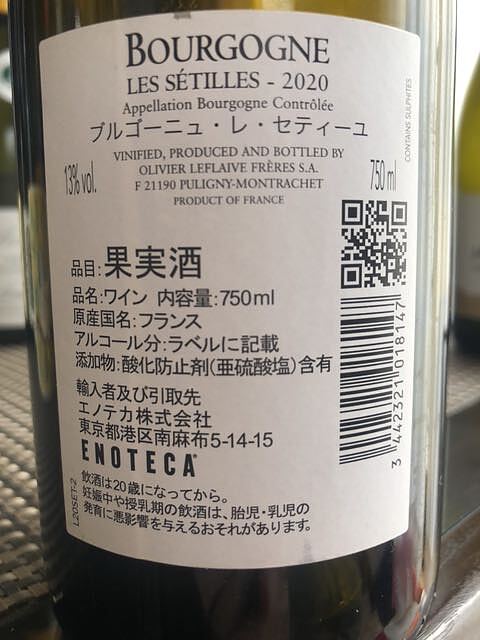 BOURGOGNE
LES SÉTILLES - 2020
Appellation Bourgogne Contrôlée
ブルゴーニュ・レ・セティーユ
VINIFIED, PRODUCED AND BOTTLED BY
OLIVIER LEFLAIVE FRÈRES S.A.
F 21190 PULIGNY-MONTRACHET
PRODUCT OF FRANCE
13% vol.
750 ml
CONTAINS SULPHITES
品目:果実酒
品名:ワイン 内容量:750ml
原産国名:フランス
アルコール分:ラベルに記載
添加物:酸化防止剤(亜硫酸塩)含有
輸入者及び引取先
エノテカ株式会社
東京都港区南麻布5-14-15
ENOTECA
飲酒は20歳になってから。
妊娠中や授乳期の飲酒は、胎児・乳児の
発育に悪影響を与えるおそれがあります。
L20SET-2
3 442321 018147